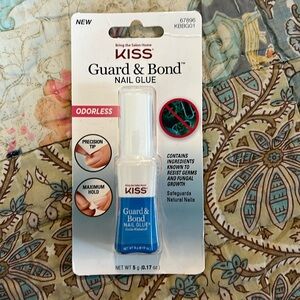 NEW
Bring the Salon Home
KISS
67896
KBBG01
Guard & Bond™
NAIL GLUE
ODORLESS
PRECISION
TIP
MAXIMUM
HOLD
CONTAINS
INGREDIENTS
KNOWN TO
RESIST GERMS
AND FUNGAL
GROWTH
Safeguards
Natural Nails
KISS
Guard &
Bond
NAIL GLUE
NET WT 5 g (0.17 oz.)